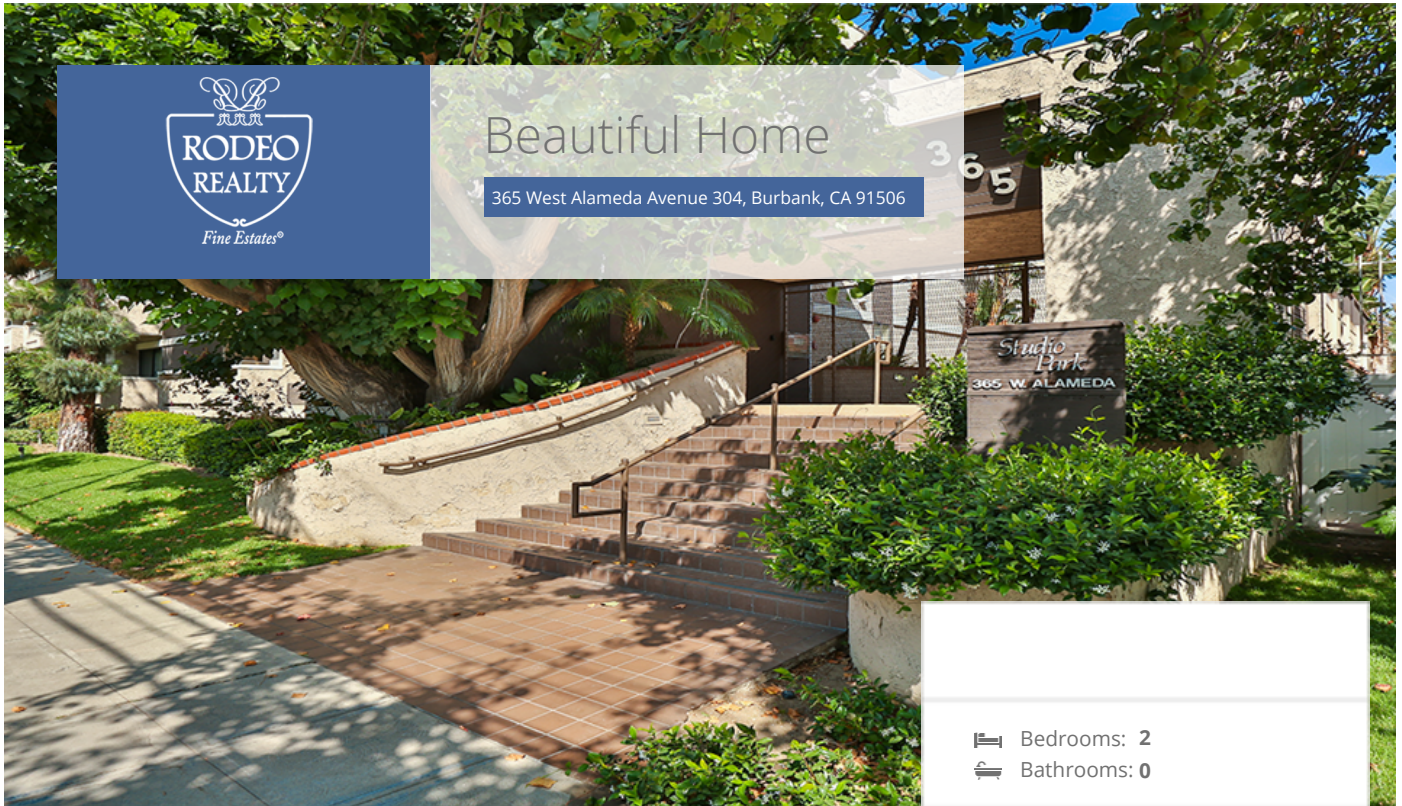 RODEO
REALTY
Fine Estates®
Beautiful Home
365 West Alameda Avenue 304, Burbank, CA 91506
365
Studio
Park
365 W. ALAMEDA
Bedrooms: 2
Bathrooms: 0